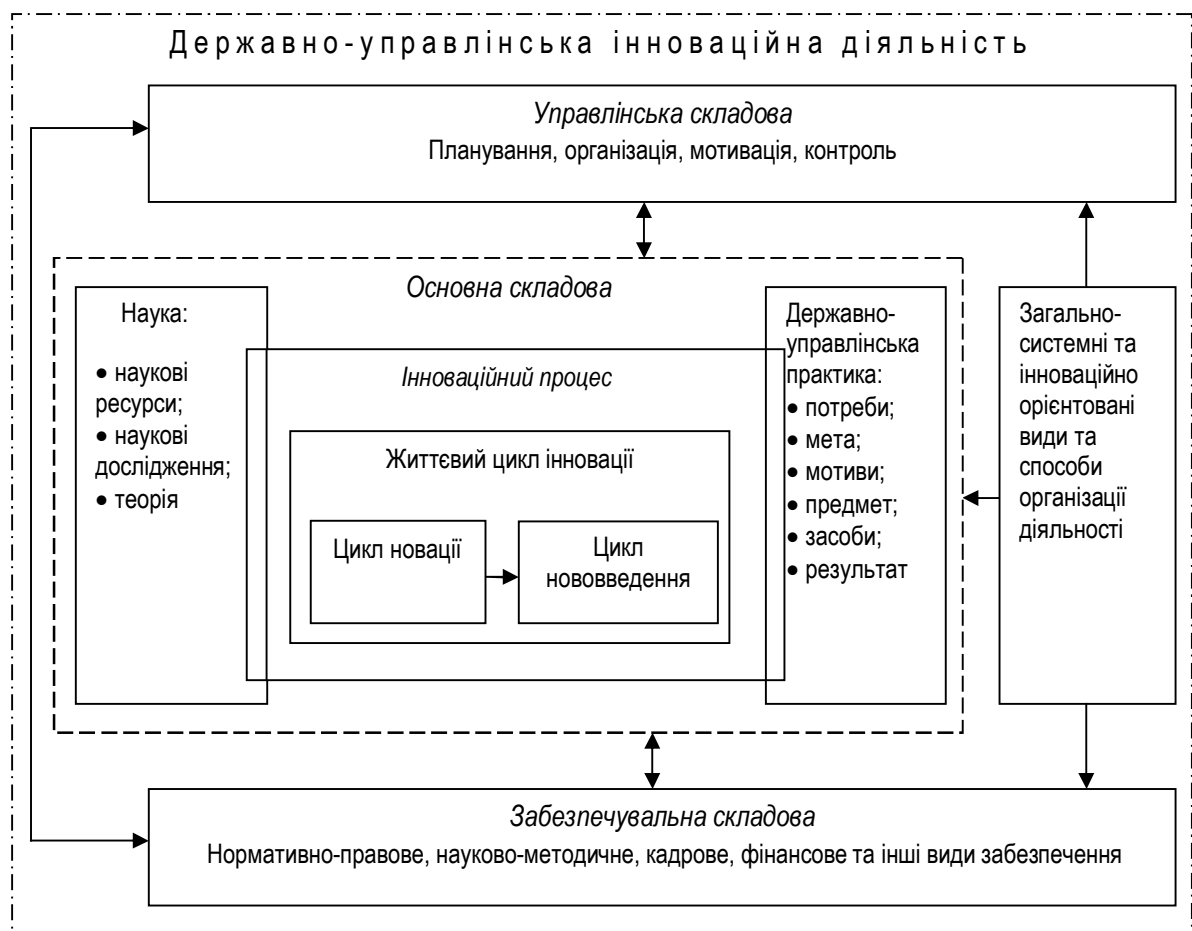 Державно-управлінська інноваційна діяльність
Управлінська складова
Планування, організація, мотивація, контроль
Основна складова
Наука:
• наукові
ресурси;
• наукові
дослідження;
• теорія
Інноваційний процес
Життєвий цикл інновації
Цикл новації
Цикл
нововведення
Державно-
управлінська
практика:
• потреби;
• мета;
• мотиви;
• предмет;
• засоби;
• результат
Загально-
системні та
інноваційно
орієнтовані
види та
способи
організації
діяльності
Забезпечувальна складова
Нормативно-правове, науково-методичне, кадрове, фінансове та інші види забезпечення